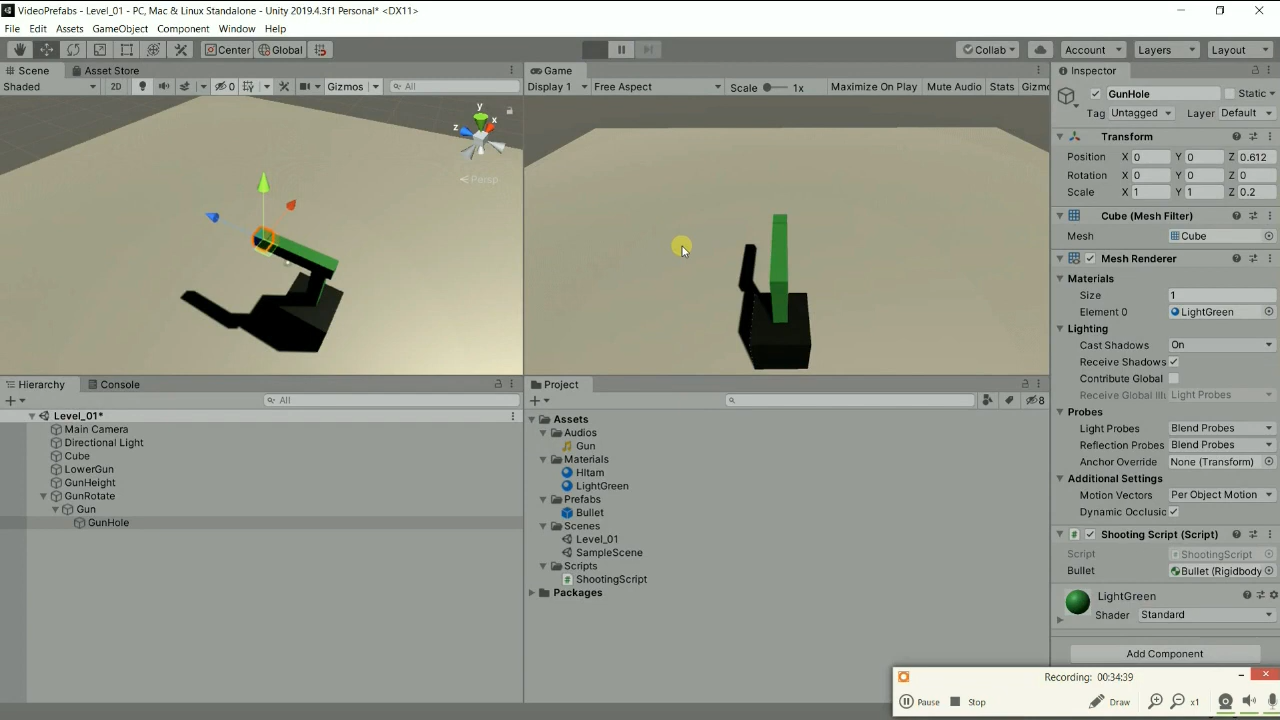 VideoPrefabs - Level_01 - PC, Mac & Linux Standalone - Unity 2019.4.3f1 Personal* <DX11>
File Edit Assets GameObject Component Window Help
Center Global Collab Account Layers Layout
Scene Asset Store Game Inspector
Shaded 2D 0 Gizmos All Display 1 Free Aspect Scale 1x Maximize On Play Mute Audio Stats Gizmo
GunHole Static
Tag Untagged Layer Default
y
x
z
Persp
Transform
Position X 0 Y 0 Z 0.612
Rotation X 0 Y 0 Z 0
Scale X 1 Y 1 Z 0.2
Cube (Mesh Filter)
Mesh Cube
Mesh Renderer
Materials
Size 1
Element 0 LightGreen
Lighting
Cast Shadows On
Receive Shadows
Contribute Global
Receive Global Illu Light Probes
Probes
Light Probes Blend Probes
Reflection Probes Blend Probes
Anchor Override None (Transform)
Additional Settings
Motion Vectors Per Object Motion
Dynamic Occlusio
Shooting Script (Script)
Script ShootingScript
Bullet Bullet (Rigidbody
LightGreen
Shader Standard
Add Component
Hierarchy Console
All
Level_01*
Main Camera
Directional Light
Cube
LowerGun
GunHeight
GunRotate
Gun
GunHole
Project
8
Assets
Audios
Gun
Materials
HItam
LightGreen
Prefabs
Bullet
Scenes
Level_01
SampleScene
Scripts
ShootingScript
Packages
Recording: 00:34:39
Pause Stop Draw x1